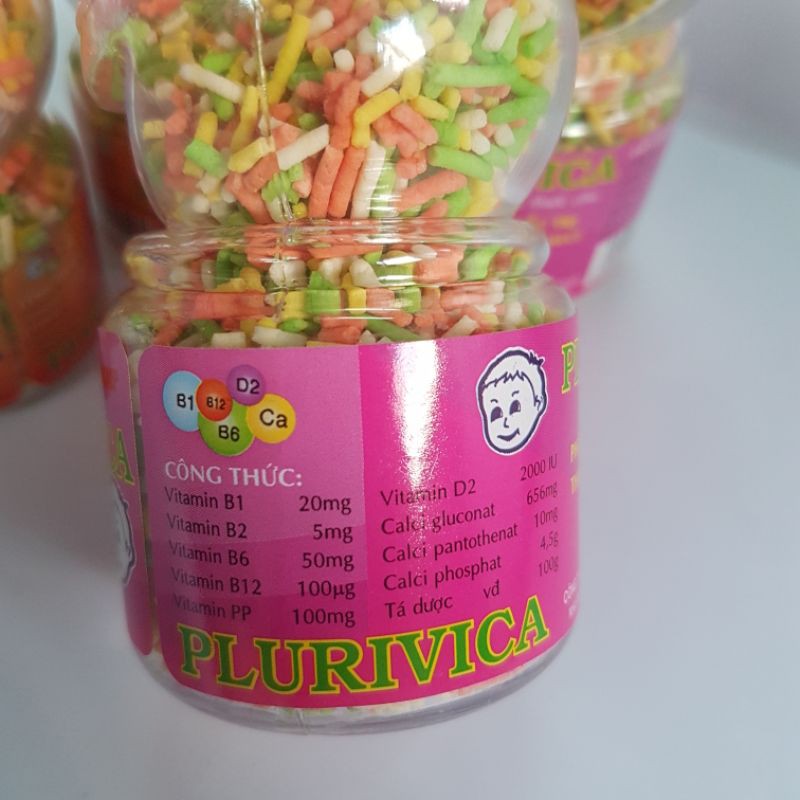 B1
B12
D2
B6
Ca
CÔNG THỨC:
Vitamin B1 20mg
Vitamin B2 5mg
Vitamin B6 50mg
Vitamin B12 100µg
Vitamin PP 100mg
Vitamin D2 2000 IU
Calci gluconat 656mg
Calci pantothenat 10mg
Calci phosphat 4,5g
Tá dược vđ 100g
PLURIVICA